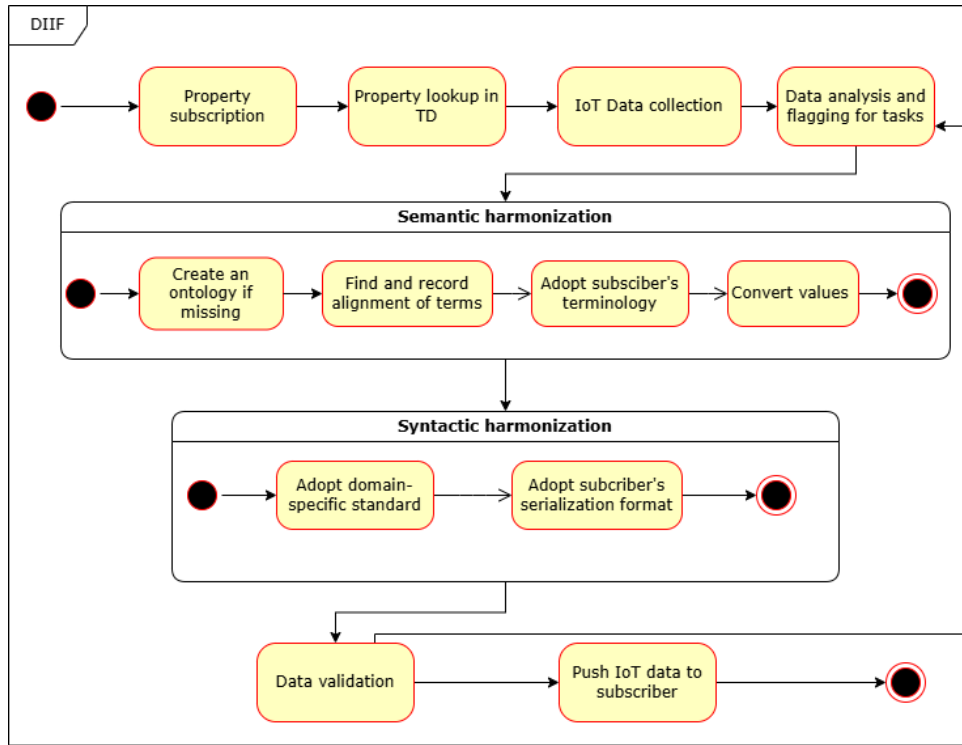 DIIF
Property
subscription
Property lookup in
TD
IoT Data collection
Data analysis and
flagging for tasks
Semantic harmonization
Create an
ontology if
missing
Find and record
alignment of terms
Adopt subsciber's
terminology
Convert values
Syntactic harmonization
Adopt domain-
specific standard
Adopt subcriber's
serialization format
Data validation
Push IoT data to
subscriber